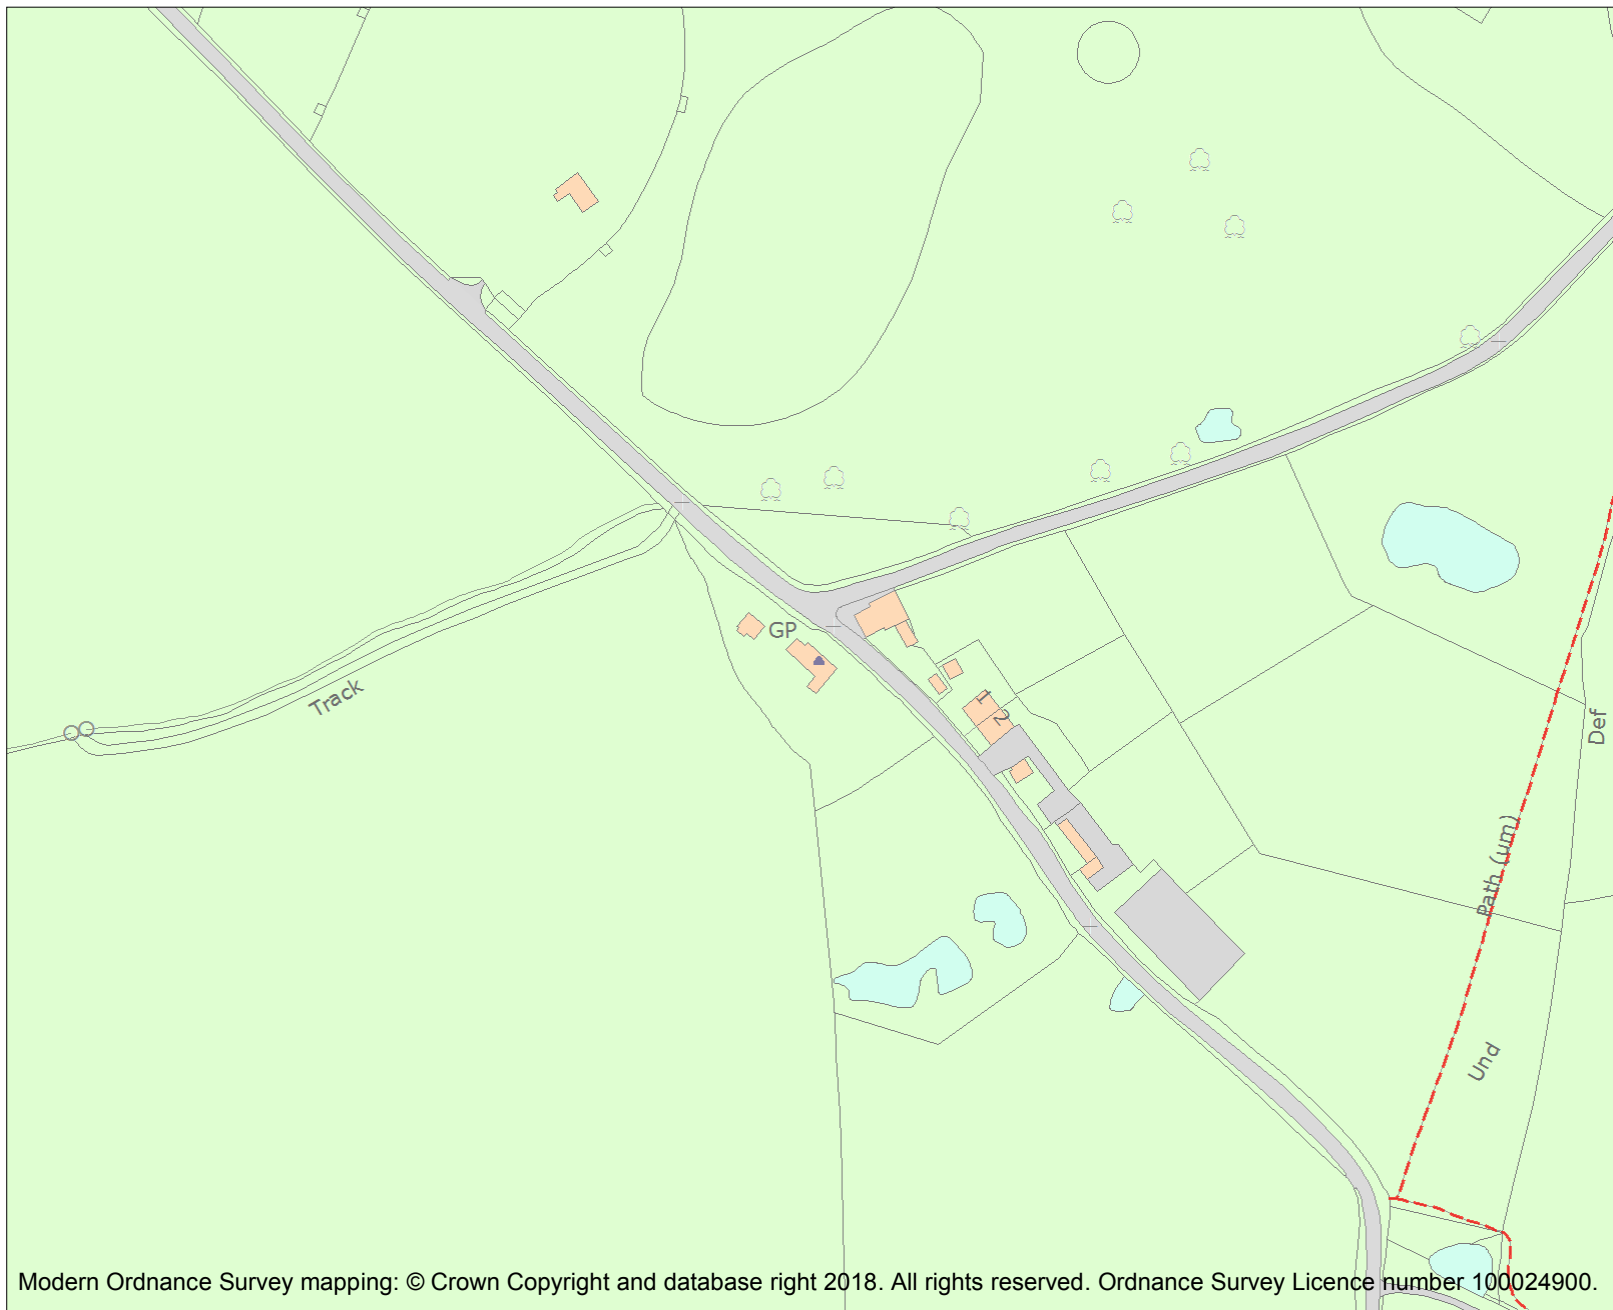 GP
1
2
Track
Def
Path (um)
Und
Modern Ordnance Survey mapping: © Crown Copyright and database right 2018. All rights reserved. Ordnance Survey Licence number 100024900.